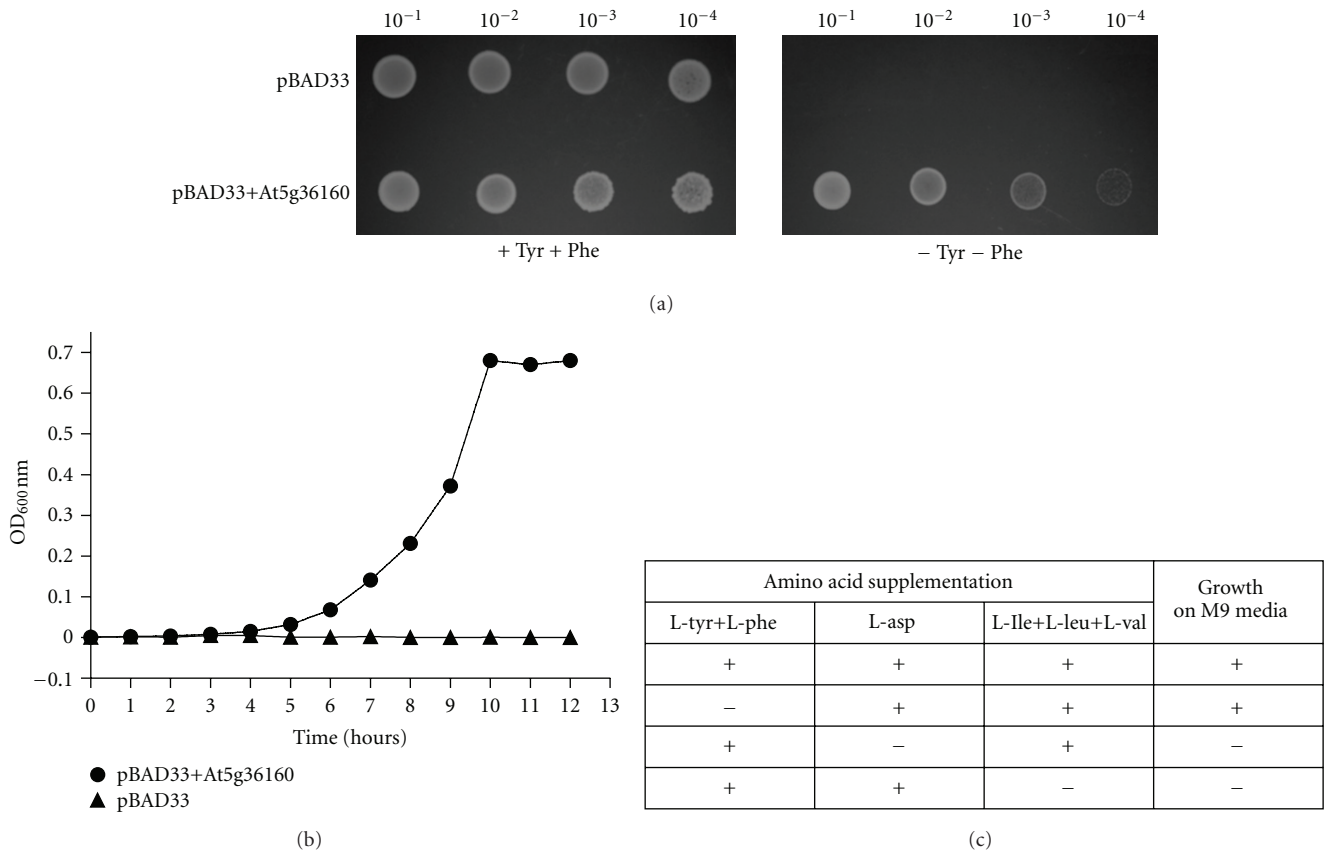 10−1 10−2 10−3 10−4 10−1 10−2 10−3 10−4
pBAD33
pBAD33+At5g36160
+ Tyr + Phe − Tyr − Phe
(a)
0.7
0.6
0.5
0.4
0.3
0.2
0.1
0
−0.1
OD600nm
0 1 2 3 4 5 6 7 8 9 10 11 12 13
Time (hours)
pBAD33+At5g36160
pBAD33
(b)
Amino acid supplementation
Growth
on M9 media
L-tyr+L-phe L-asp L-Ile+L-leu+L-val
+ + + +
− + + +
+ − + −
+ + − −
(c)